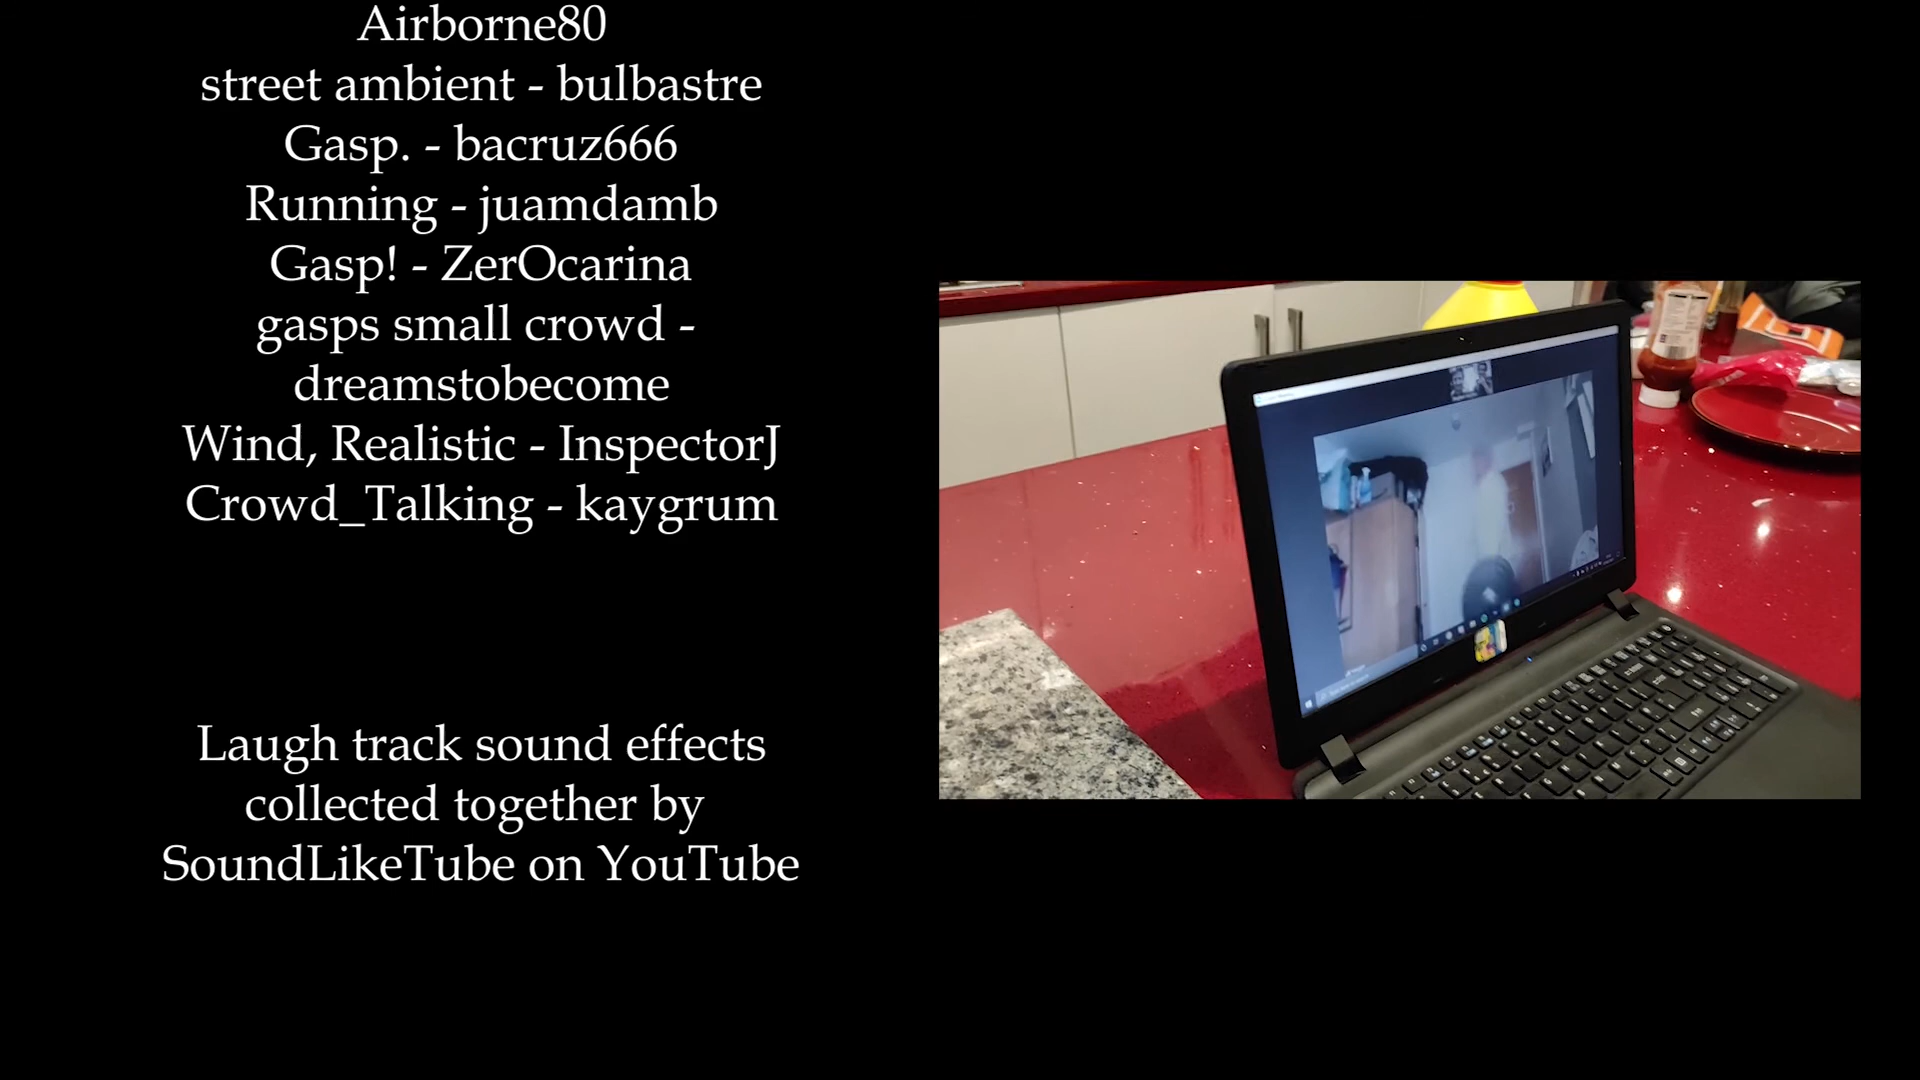 Airborne80
street ambient - bulbastre
Gasp. - bacruz666
Running - juamdamb
Gasp! - ZerOcarina
gasps small crowd -
dreamstobecome
Wind, Realistic - InspectorJ
Crowd_Talking - kaygrum
Laugh track sound effects
collected together by
SoundLikeTube on YouTube